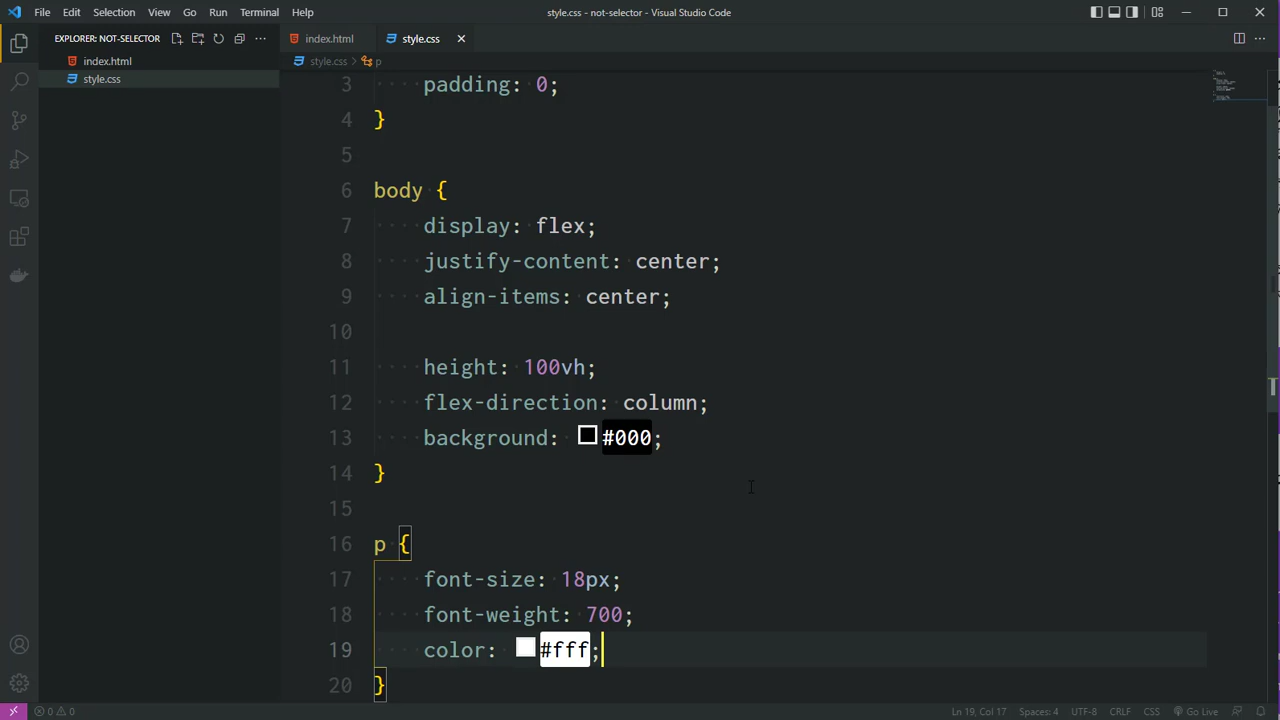 File Edit Selection View Go Run Terminal Help
style.css - not-selector - Visual Studio Code
EXPLORER: NOT-SELECTOR
index.html
style.css
index.html
style.css
style.css
p
3 padding: 0;
4 }
5
6 body {
7 display: flex;
8 justify-content: center;
9 align-items: center;
10
11 height: 100vh;
12 flex-direction: column;
13 background: #000;
14 }
15
16 p {
17 font-size: 18px;
18 font-weight: 700;
19 color: #fff;
20 }
0 0
Ln 19, Col 17 Spaces: 4 UTF-8 CRLF CSS Go Live